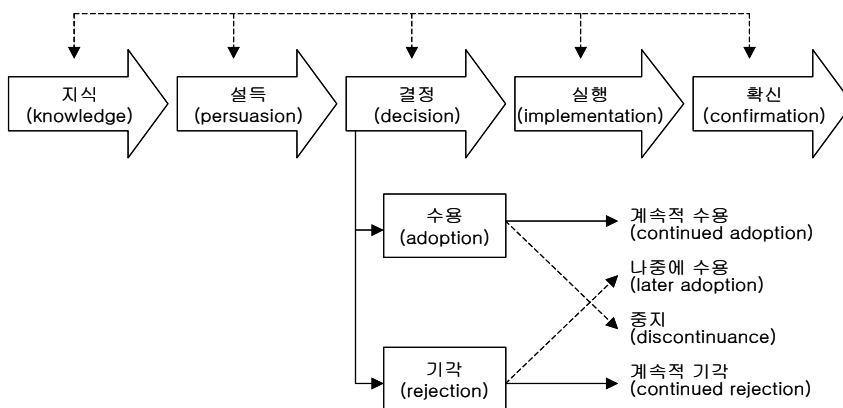 지식
(knowledge)
설득
(persuasion)
결정
(decision)
실행
(implementation)
확신
(confirmation)
수용
(adoption)
계속적 수용
(continued adoption)
나중에 수용
(later adoption)
중지
(discontinuance)
기각
(rejection)
계속적 기각
(continued rejection)